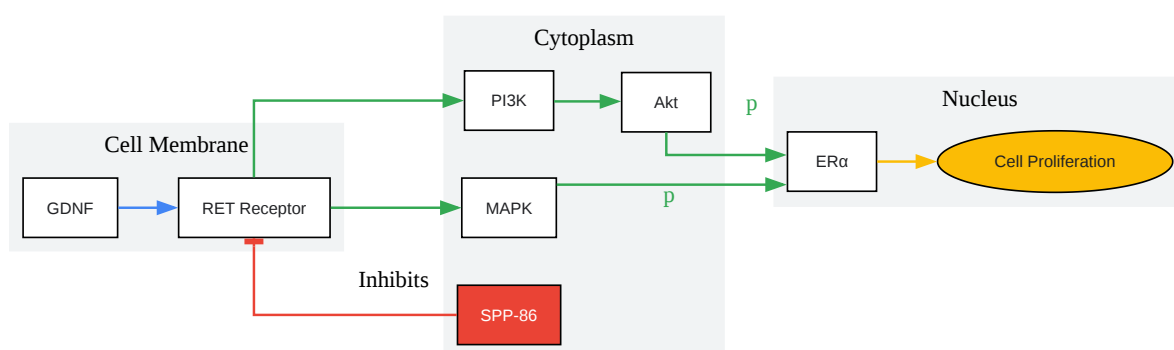 Cytoplasm
PI3K
Akt
p
Nucleus
Cell Membrane
ERα
Cell Proliferation
GDNF
RET Receptor
MAPK
p
Inhibits
SPP-86